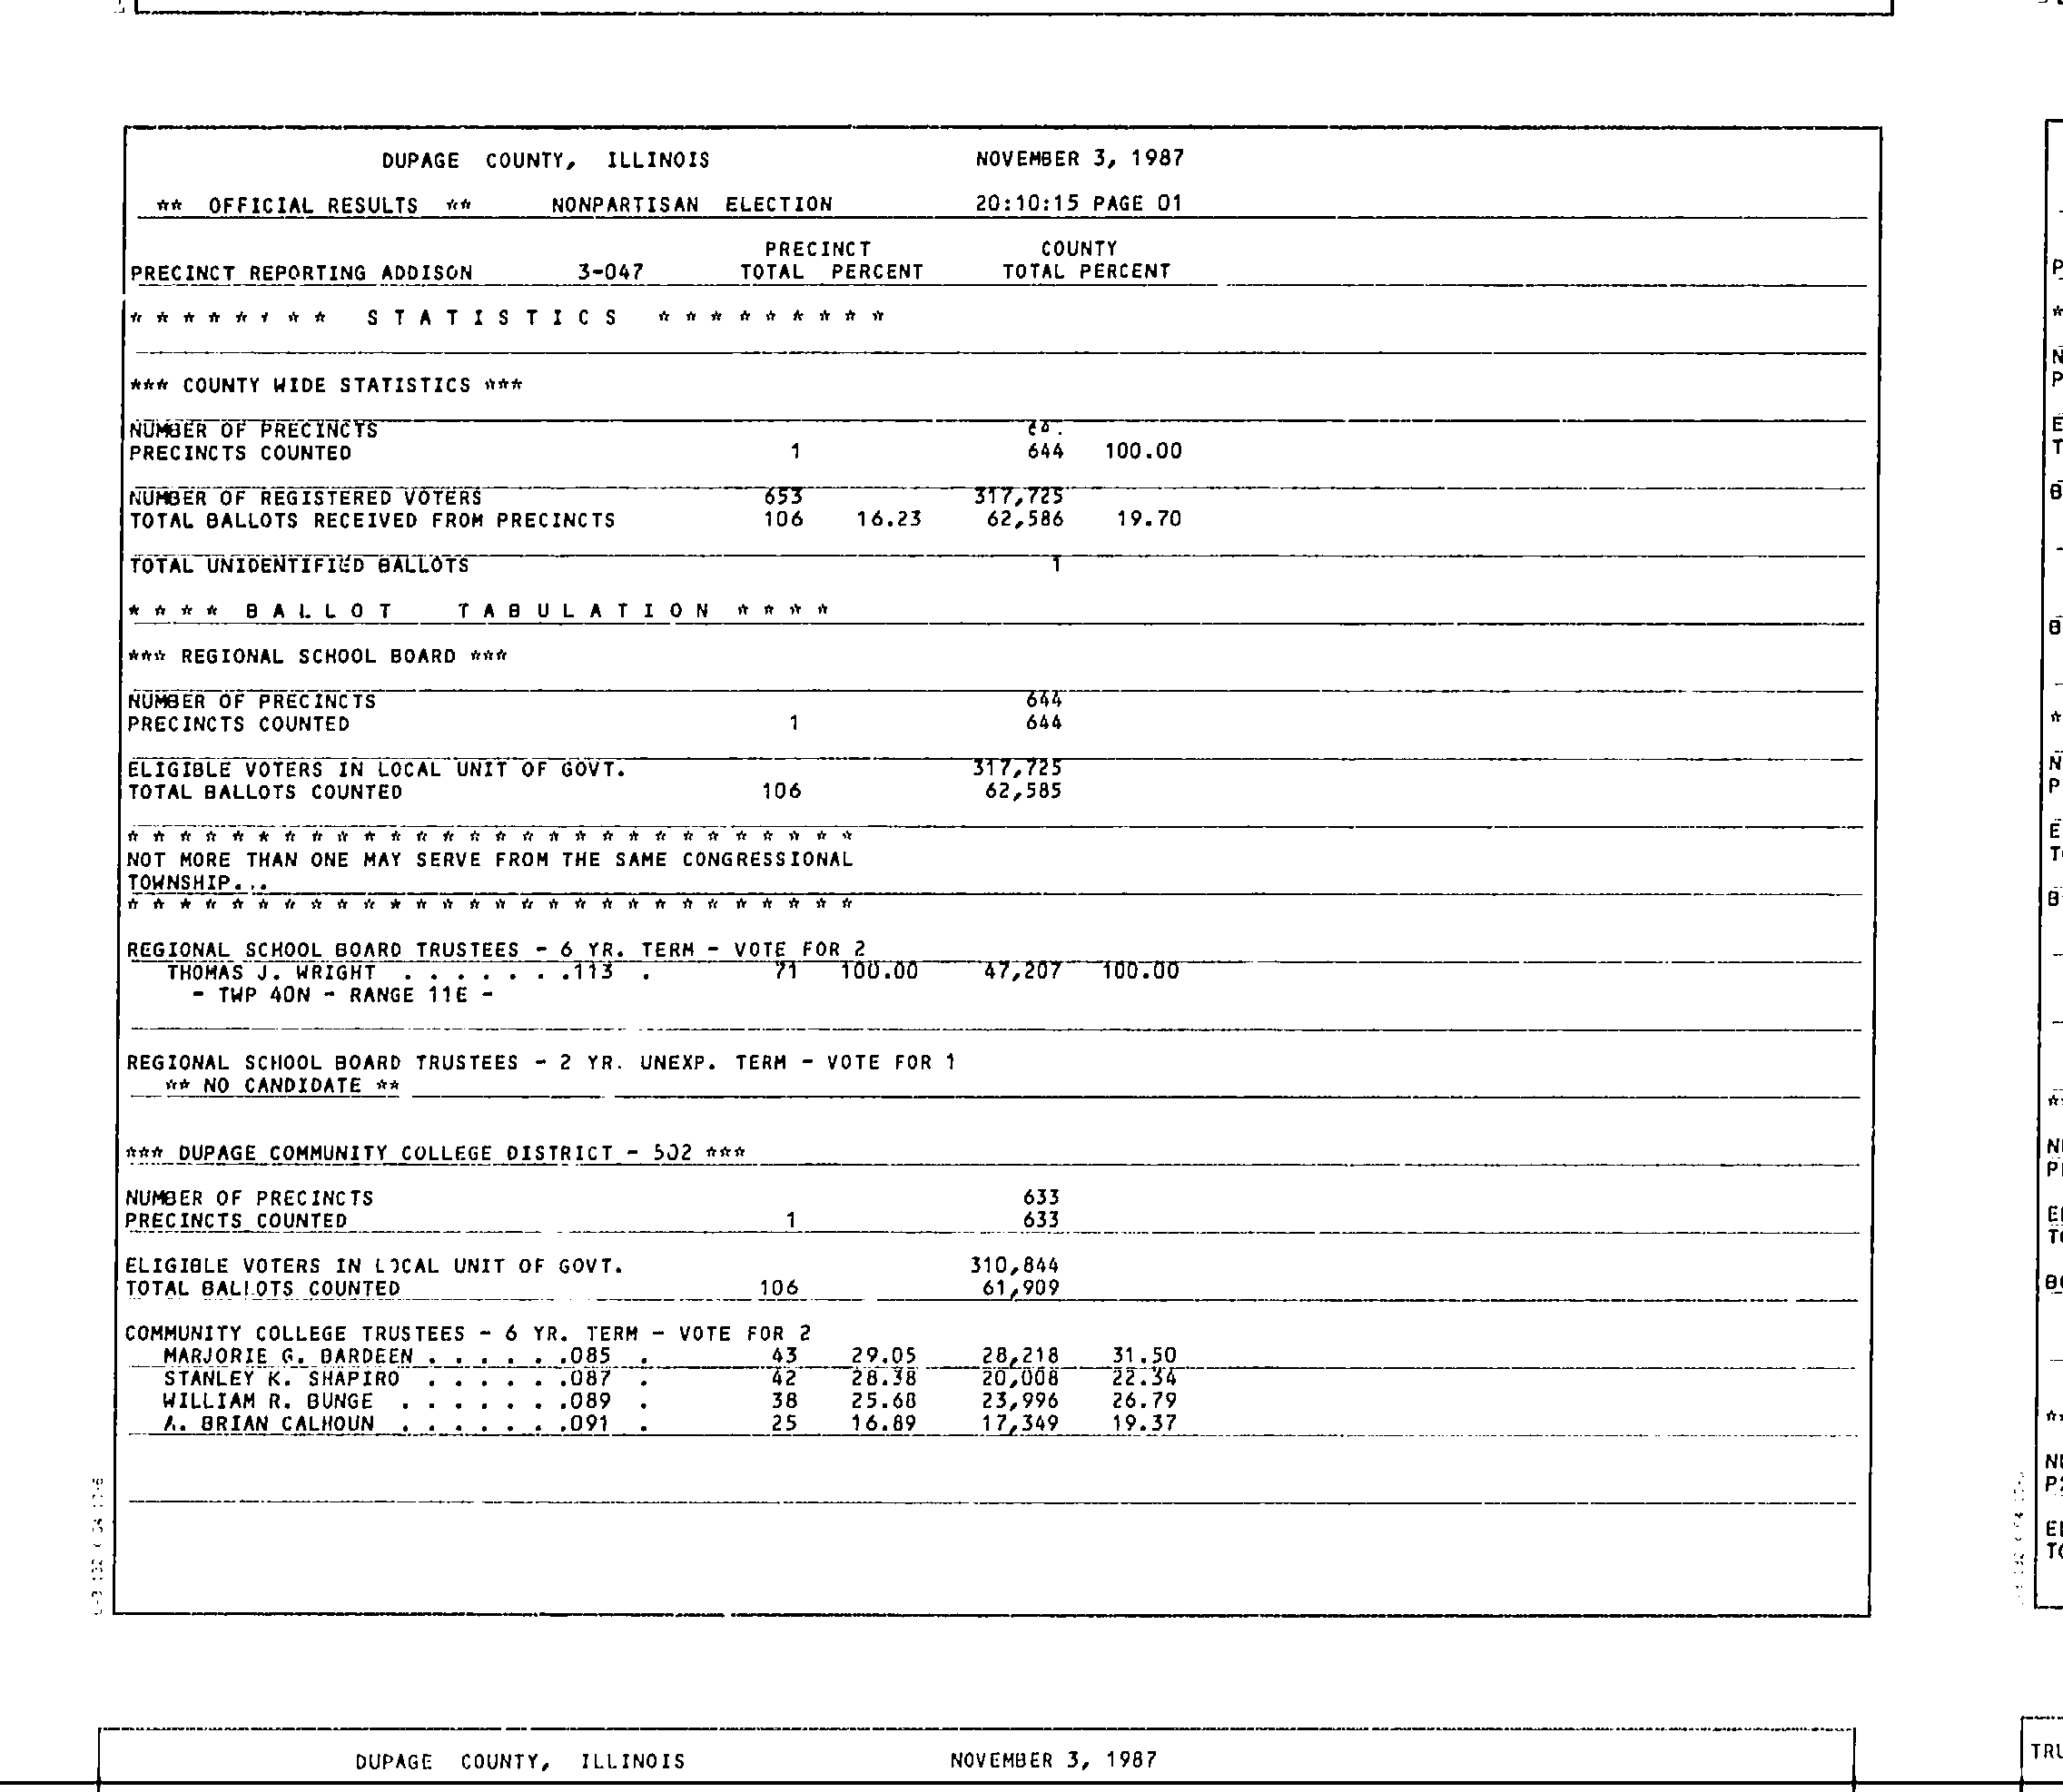 DUPAGE COUNTY, ILLINOIS NOVEMBER 3, 1987
** OFFICIAL RESULTS ** NONPARTISAN ELECTION 20:10:15 PAGE 01
PRECINCT COUNTY
PRECINCT REPORTING ADDISON 3-047 TOTAL PERCENT TOTAL PERCENT
* * * * * * * * S T A T I S T I C S * * * * * * * * *
*** COUNTY WIDE STATISTICS ***
NUMBER OF PRECINCTS
PRECINCTS COUNTED 1 644 100.00
NUMBER OF REGISTERED VOTERS 653 317,725
TOTAL BALLOTS RECEIVED FROM PRECINCTS 106 16.23 62,586 19.70
TOTAL UNIDENTIFIED BALLOTS 1
* * * * B A L L O T T A B U L A T I O N * * * *
*** REGIONAL SCHOOL BOARD ***
NUMBER OF PRECINCTS 644
PRECINCTS COUNTED 1 644
ELIGIBLE VOTERS IN LOCAL UNIT OF GOVT. 317,725
TOTAL BALLOTS COUNTED 106 62,585
* * * * * * * * * * * * * * * * * * * * * * * * * * * *
NOT MORE THAN ONE MAY SERVE FROM THE SAME CONGRESSIONAL
TOWNSHIP...
* * * * * * * * * * * * * * * * * * * * * * * * * * * *
REGIONAL SCHOOL BOARD TRUSTEES - 6 YR. TERM - VOTE FOR 2
THOMAS J. WRIGHT . . . . . . .113 . 71 100.00 47,207 100.00
- TWP 40N - RANGE 11E -
REGIONAL SCHOOL BOARD TRUSTEES - 2 YR. UNEXP. TERM - VOTE FOR 1
** NO CANDIDATE **
*** DUPAGE COMMUNITY COLLEGE DISTRICT - 502 ***
NUMBER OF PRECINCTS 633
PRECINCTS COUNTED 1 633
ELIGIBLE VOTERS IN LOCAL UNIT OF GOVT. 310,844
TOTAL BALLOTS COUNTED 106 61,909
COMMUNITY COLLEGE TRUSTEES - 6 YR. TERM - VOTE FOR 2
MARJORIE G. BARDEEN . . . . . .085 . 43 29.05 28,218 31.50
STANLEY K. SHAPIRO . . . . . .087 . 42 28.38 20,008 22.34
WILLIAM R. BUNGE . . . . . . .089 . 38 25.68 23,996 26.79
A. BRIAN CALHOUN . . . . . . .091 . 25 16.89 17,349 19.37
DUPAGE COUNTY, ILLINOIS NOVEMBER 3, 1987